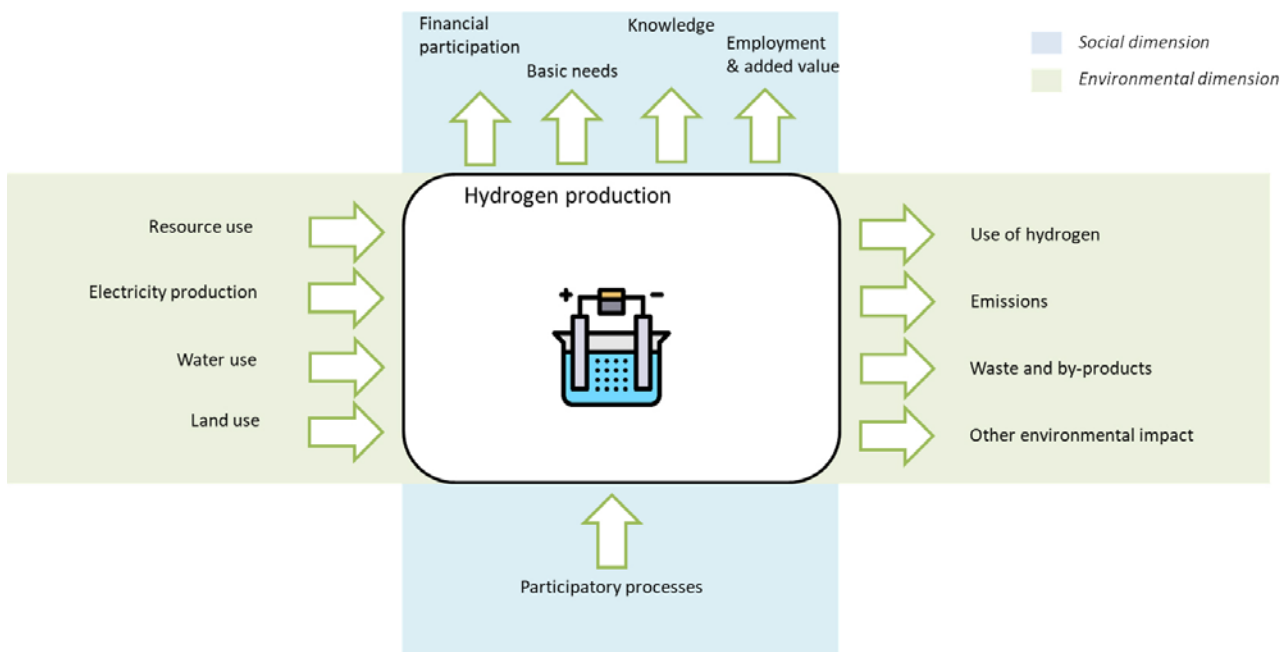 Financial
participation
Basic needs
Knowledge
Employment
& added value
Social dimension
Environmental dimension
Hydrogen production
Resource use
Electricity production
Water use
Land use
+ −
Use of hydrogen
Emissions
Waste and by-products
Other environmental impact
Participatory processes